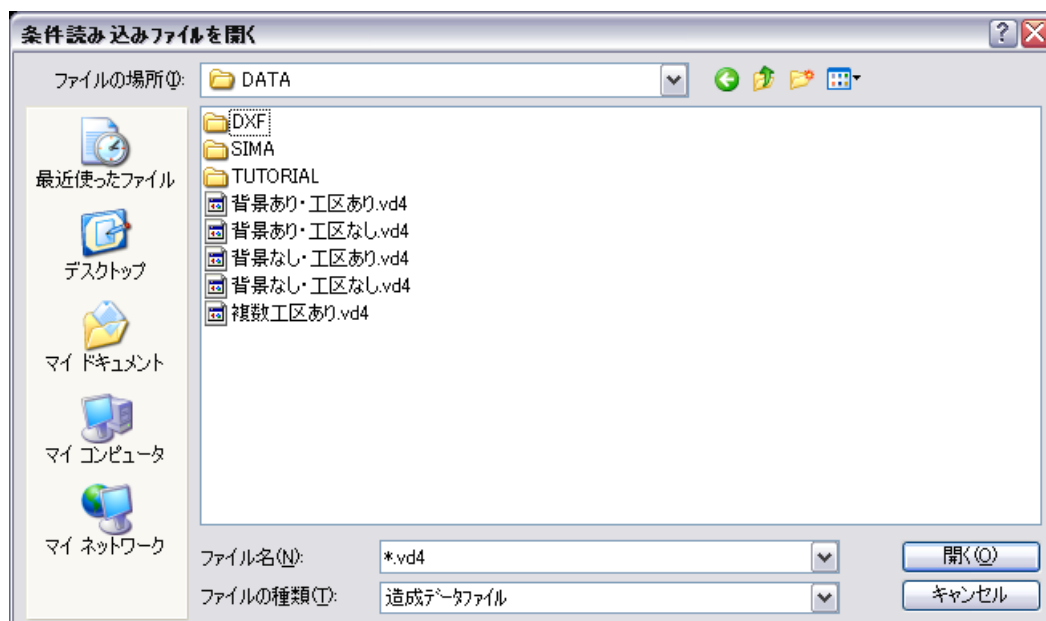 条件読み込みファイルを開く
ファイルの場所(I):
DATA
最近使ったファイル
デスクトップ
マイ ドキュメント
マイ コンピュータ
マイ ネットワーク
DXF
SIMA
TUTORIAL
背景あり・工区あり.vd4
背景あり・工区なし.vd4
背景なし・工区あり.vd4
背景なし・工区なし.vd4
複数工区あり.vd4
ファイル名(N):
*.vd4
開く(O)
ファイルの種類(T):
造成データファイル
キャンセル